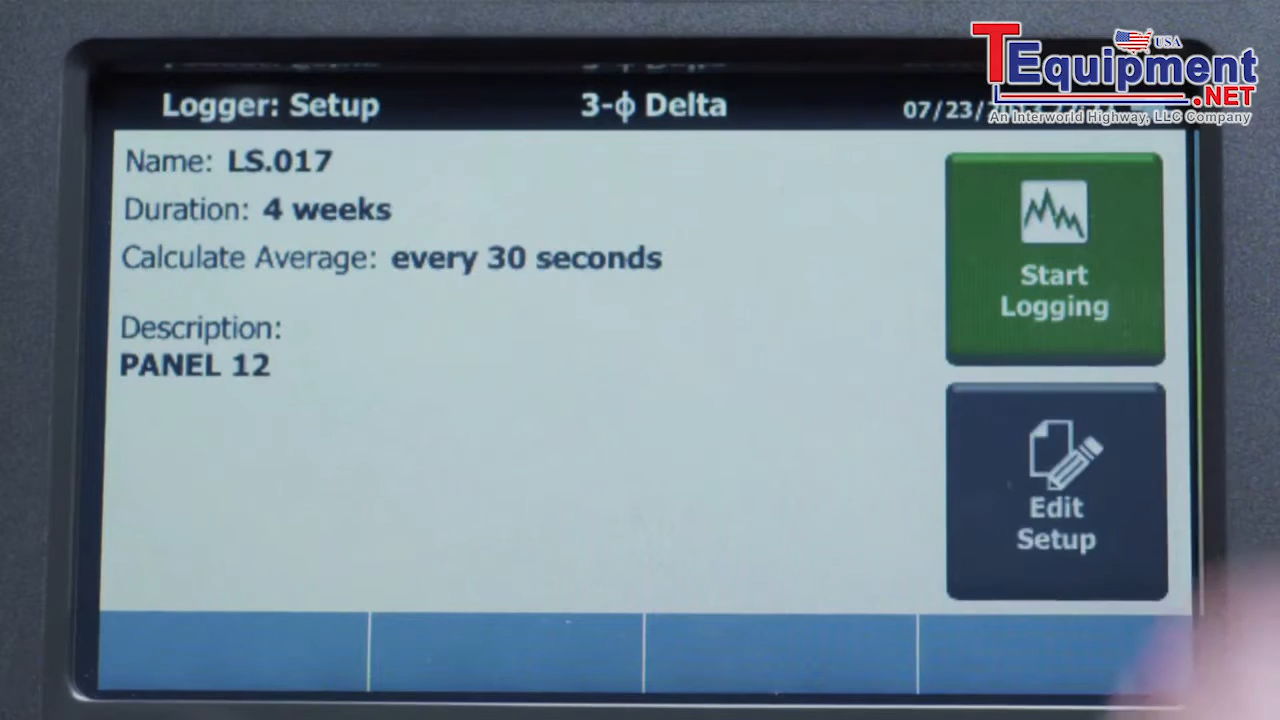 TEquipment
USA
.NET
An Interworld Highway, LLC Company
Logger: Setup
3-ϕ Delta
07/23/
Name: LS.017
Duration: 4 weeks
Calculate Average: every 30 seconds
Description:
PANEL 12
Start
Logging
Edit
Setup